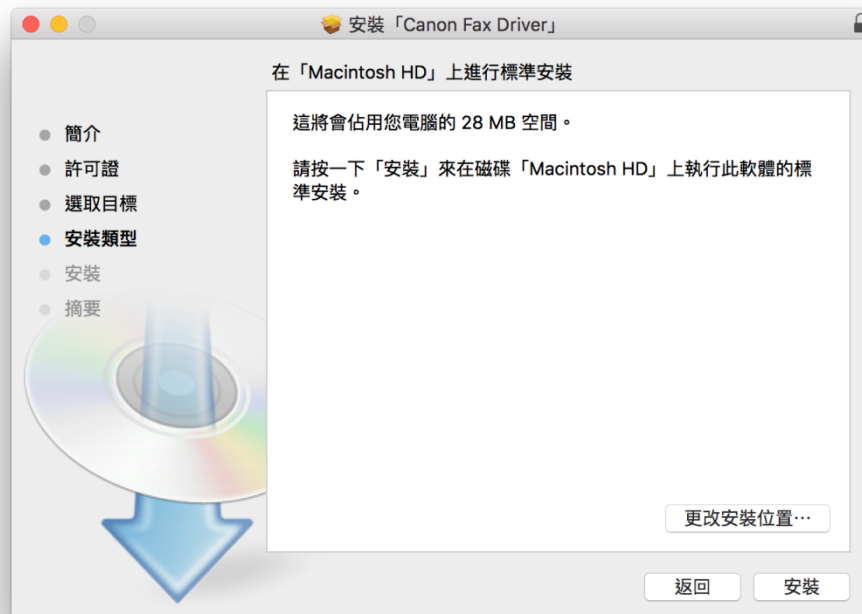 安裝「Canon Fax Driver」
在「Macintosh HD」上進行標準安裝
簡介
許可證
選取目標
安裝類型
安裝
摘要
這將會佔用您電腦的 28 MB 空間。
請按一下「安裝」來在磁碟「Macintosh HD」上執行此軟體的標
準安裝。
更改安裝位置⋯
返回
安裝